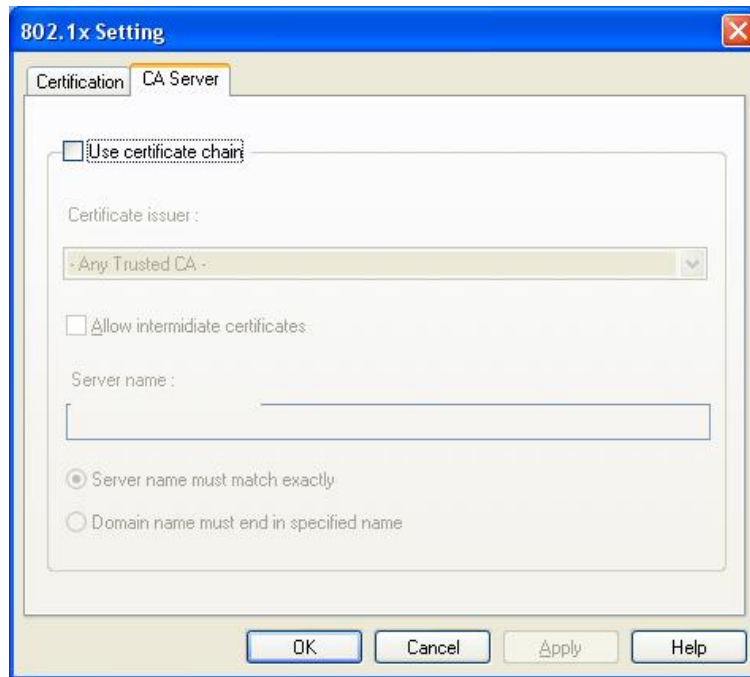 802.1x Setting
Certification CA Server
Use certificate chain
Certificate issuer :
- Any Trusted CA -
Allow intermidiate certificates
Server name :
Server name must match exactly
Domain name must end in specified name
OK Cancel Apply Help